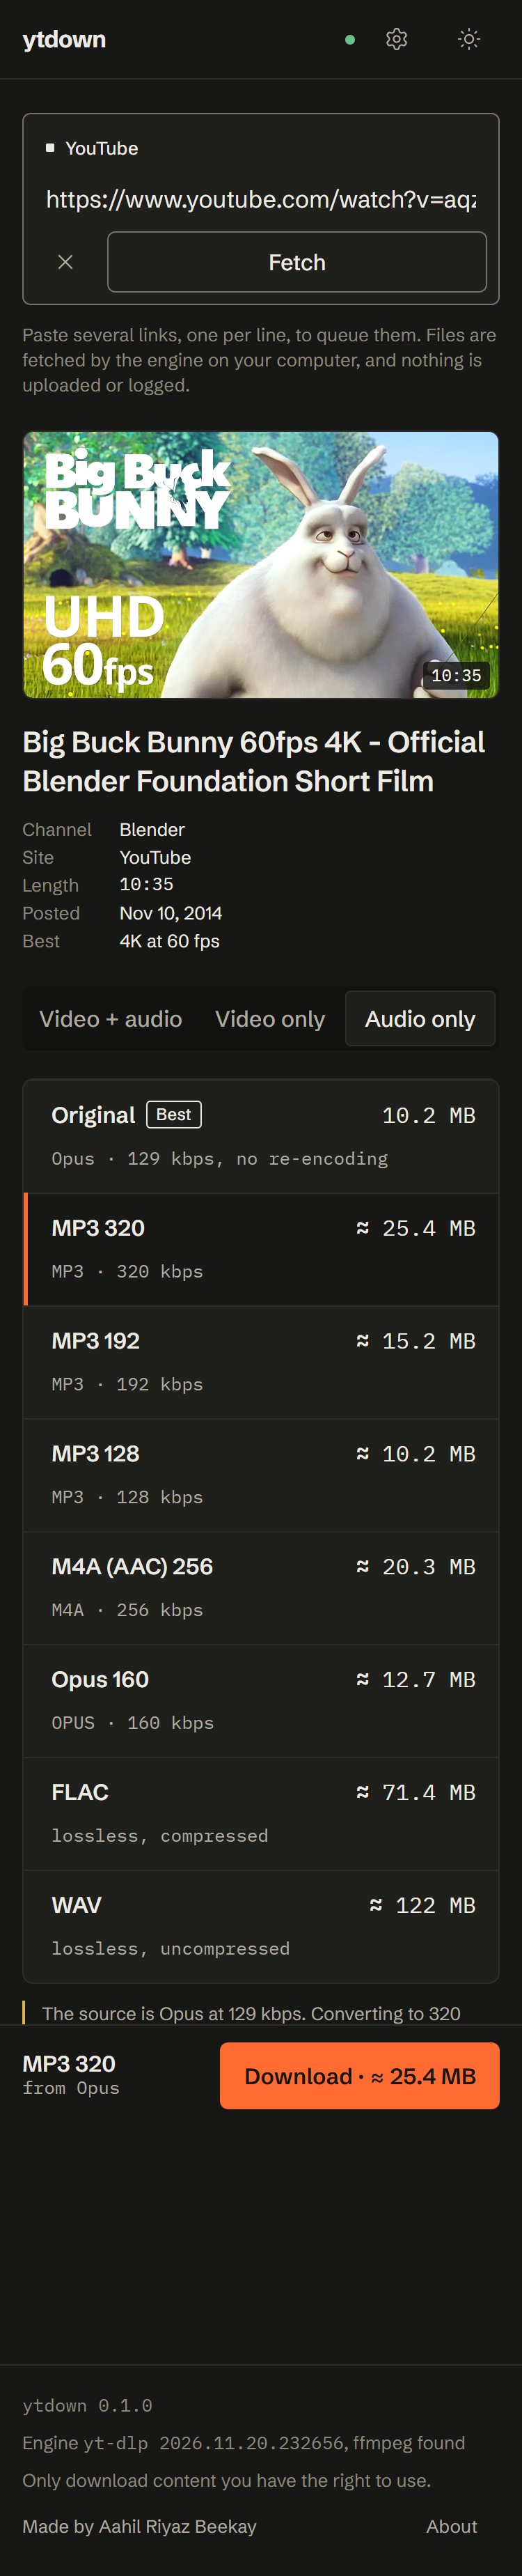 ytdown
YouTube
https://www.youtube.com/watch?v=aqz
Fetch
Paste several links, one per line, to queue them. Files are
fetched by the engine on your computer, and nothing is
uploaded or logged.
Big Buck
BUNNY
UHD
60fps
10:35
Big Buck Bunny 60fps 4K - Official
Blender Foundation Short Film
Channel Blender
Site YouTube
Length 10:35
Posted Nov 10, 2014
Best 4K at 60 fps
Video + audio Video only Audio only
Original Best 10.2 MB
Opus · 129 kbps, no re-encoding
MP3 320 ≈ 25.4 MB
MP3 · 320 kbps
MP3 192 ≈ 15.2 MB
MP3 · 192 kbps
MP3 128 ≈ 10.2 MB
MP3 · 128 kbps
M4A (AAC) 256 ≈ 20.3 MB
M4A · 256 kbps
Opus 160 ≈ 12.7 MB
OPUS · 160 kbps
FLAC ≈ 71.4 MB
lossless, compressed
WAV ≈ 122 MB
lossless, uncompressed
The source is Opus at 129 kbps. Converting to 320
MP3 320
from Opus
Download · ≈ 25.4 MB
ytdown 0.1.0
Engine yt-dlp 2026.11.20.232656, ffmpeg found
Only download content you have the right to use.
Made by Aahil Riyaz Beekay About